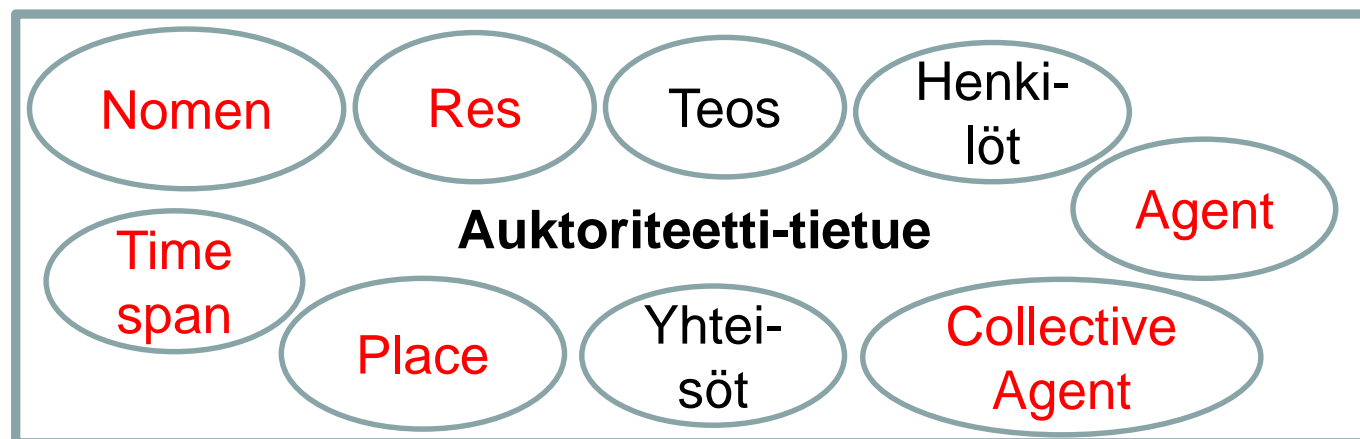 Nomen
Res
Teos
Henki-
löt
Agent
Auktoriteetti-tietue
Time
span
Place
Yhtei-
söt
Collective
Agent